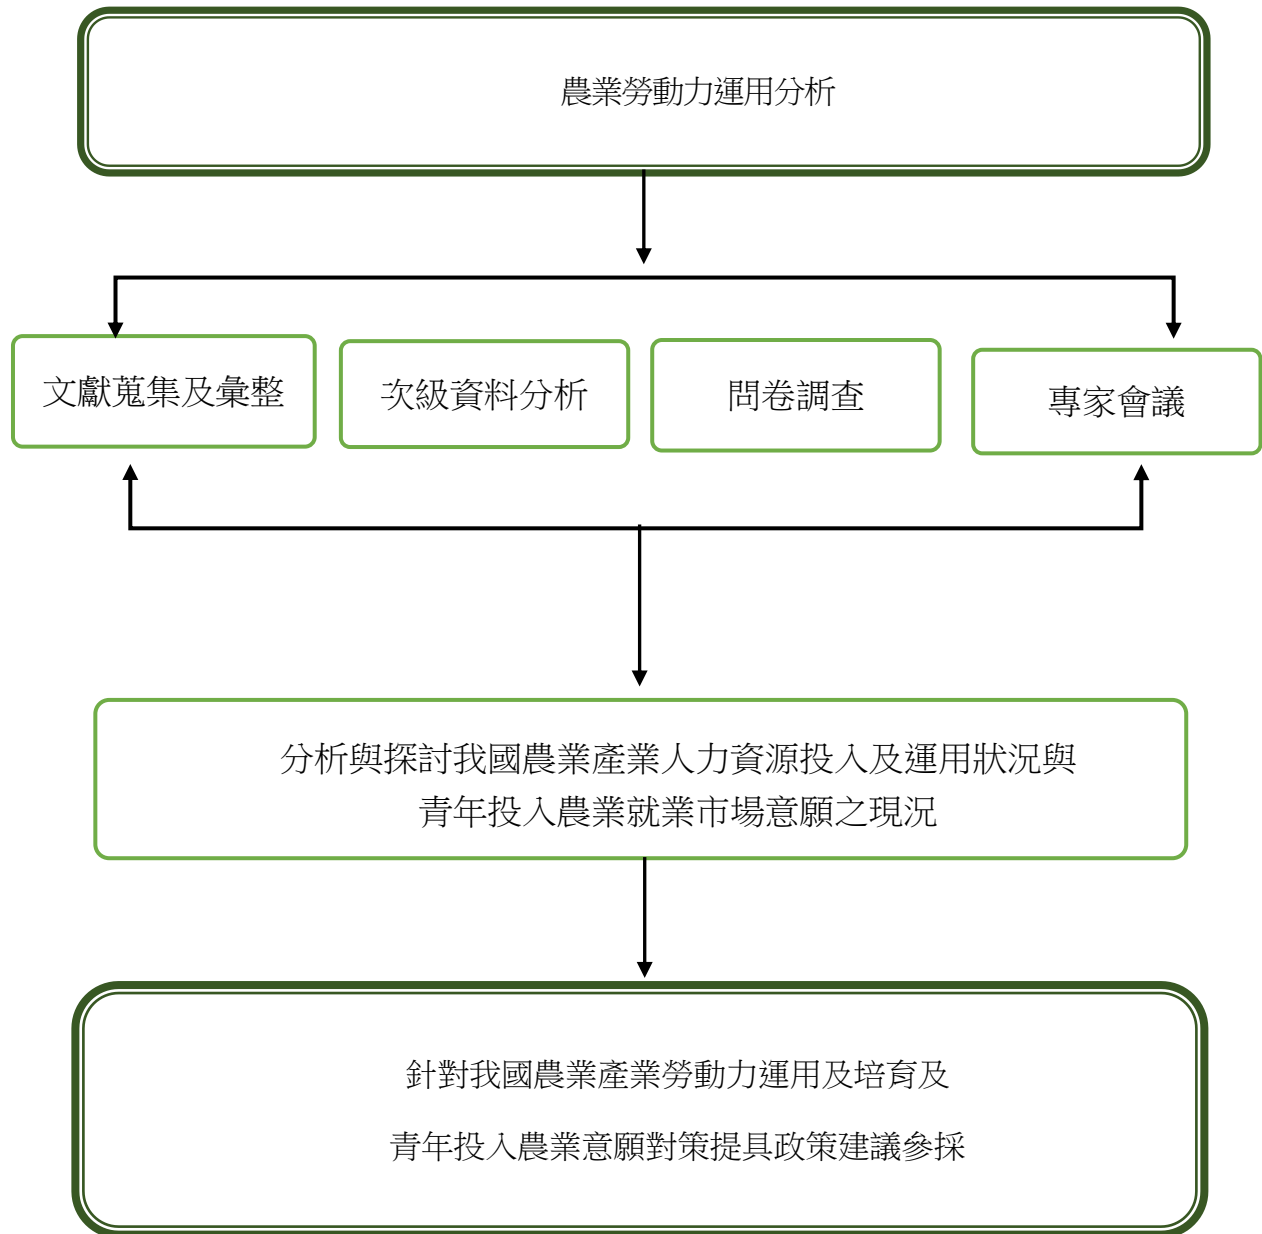 農業勞動力運用分析
文獻蒐集及彙整
次級資料分析
問卷調查
專家會議
分析與探討我國農業產業人力資源投入及運用狀況與
青年投入農業就業市場意願之現況
針對我國農業產業勞動力運用及培育及
青年投入農業意願對策提具政策建議參採